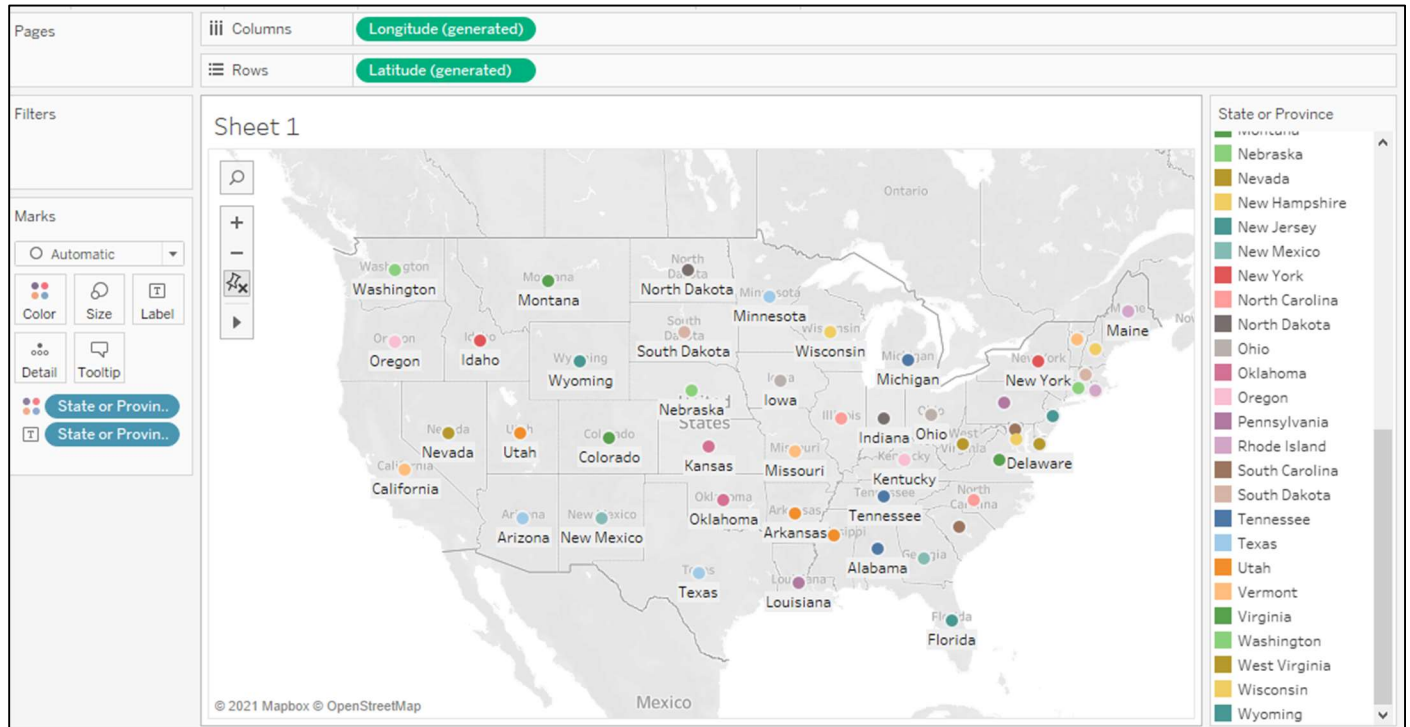 Pages
Columns
Longitude (generated)
Rows
Latitude (generated)
Filters
Marks
Automatic
Color
Size
Label
Detail
Tooltip
State or Provin..
State or Provin..
Sheet 1
Ontario
Washington
Montana
North Dakota
Minnesota
Maine
Oregon
Idaho
Wyoming
South Dakota
Wisconsin
Michigan
New York
Nebraska
States
Iowa
Indiana
Ohio
Nevada
Utah
Colorado
Kansas
Missouri
Kentucky
Delaware
California
Oklahoma
Arkansas
Tennessee
North
Arizona
New Mexico
Alabama
Texas
Louisiana
Florida
Mexico
© 2021 Mapbox © OpenStreetMap
State or Province
Montana
Nebraska
Nevada
New Hampshire
New Jersey
New Mexico
New York
North Carolina
North Dakota
Ohio
Oklahoma
Oregon
Pennsylvania
Rhode Island
South Carolina
South Dakota
Tennessee
Texas
Utah
Vermont
Virginia
Washington
West Virginia
Wisconsin
Wyoming